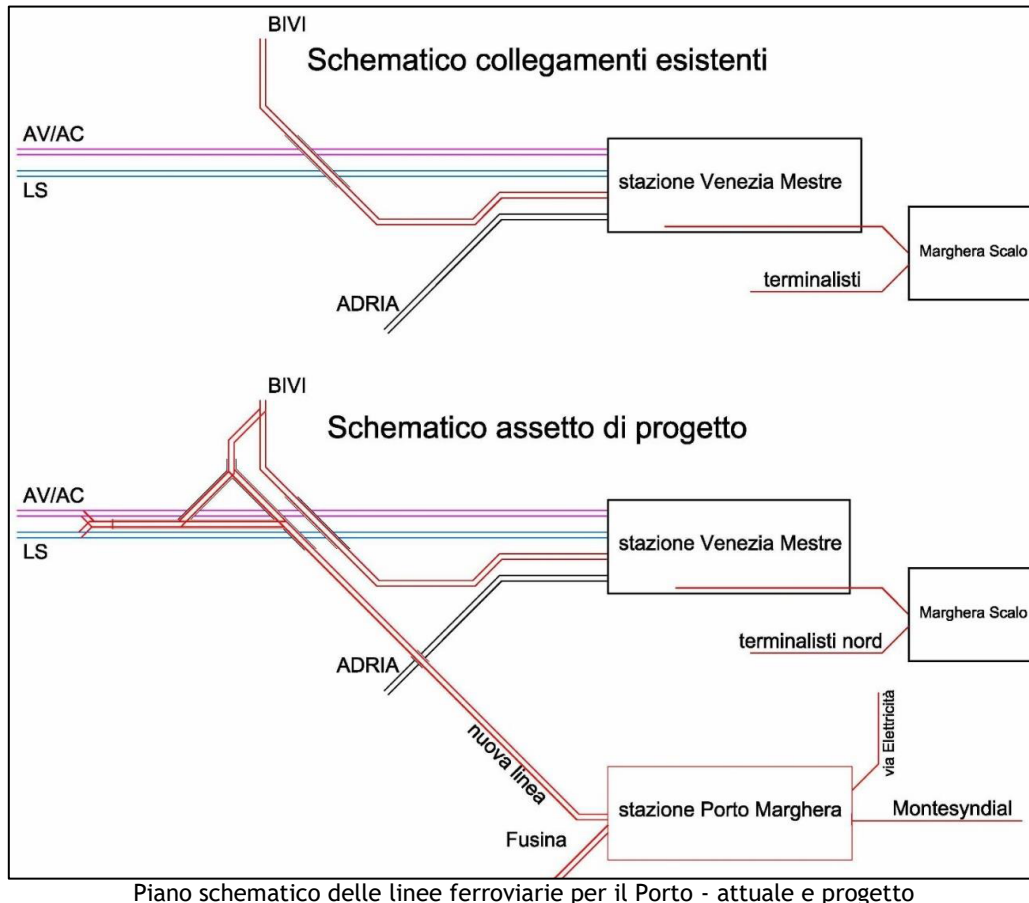 BIVI
Schematico collegamenti esistenti
AV/AC
LS
stazione Venezia Mestre
Marghera Scalo
terminalisti
ADRIA
BIVI
Schematico assetto di progetto
AV/AC
LS
stazione Venezia Mestre
Marghera Scalo
terminalisti nord
ADRIA
nuova linea
via Elettricità
stazione Porto Marghera
Montesyndial
Fusina
Piano schematico delle linee ferroviarie per il Porto - attuale e progetto